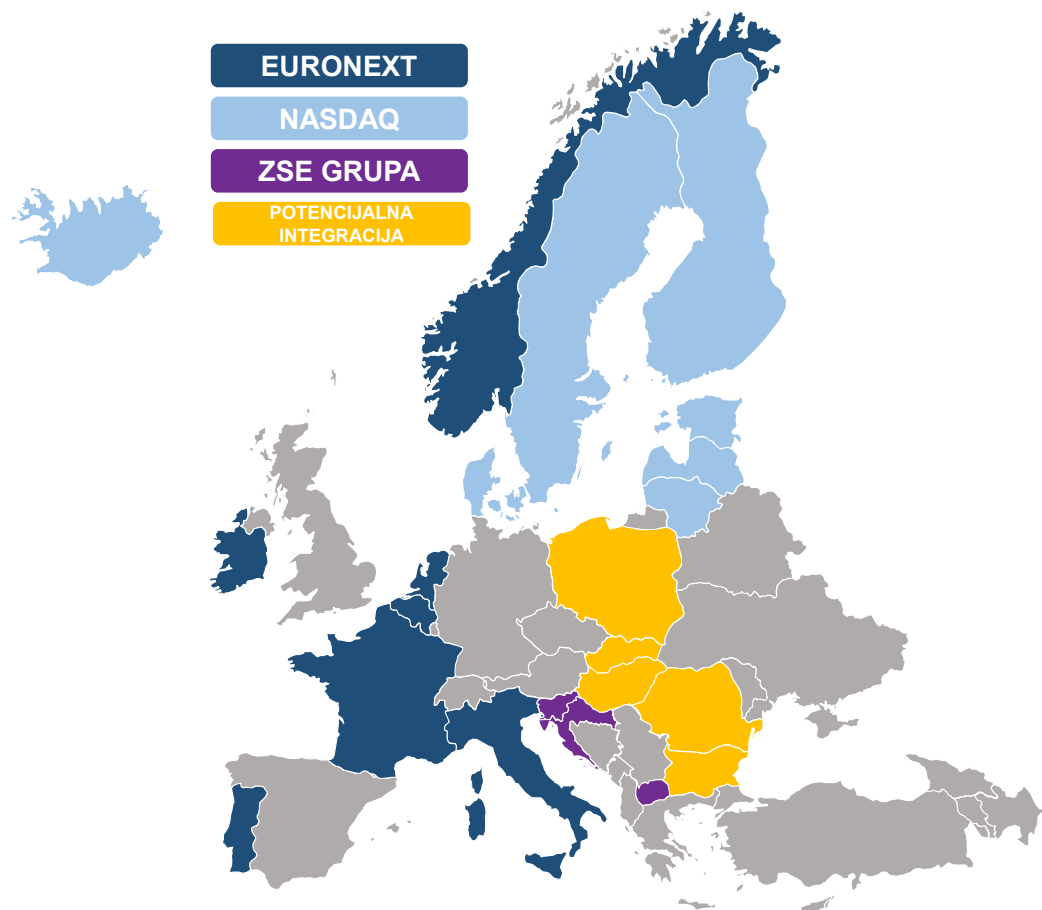 EURONEXT
NASDAQ
ZSE GRUPA
POTENCIJALNA
INTEGRACIJA